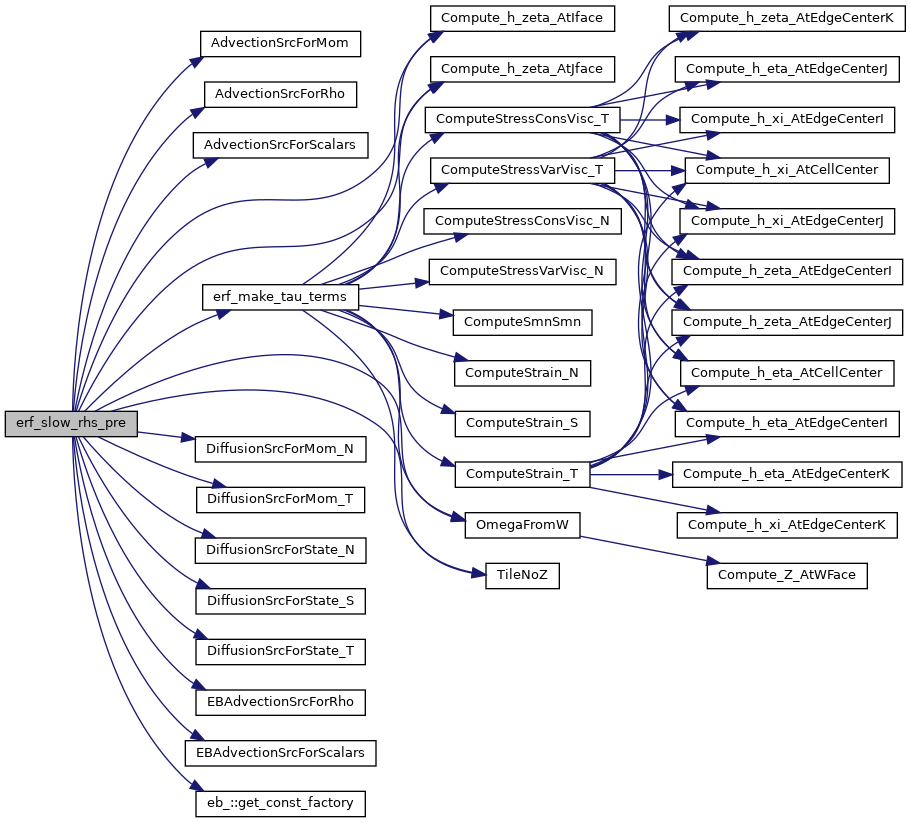 erf_slow_rhs_pre
AdvectionSrcForMom
AdvectionSrcForRho
AdvectionSrcForScalars
erf_make_tau_terms
DiffusionSrcForMom_N
DiffusionSrcForMom_T
DiffusionSrcForState_N
DiffusionSrcForState_S
DiffusionSrcForState_T
EBAdvectionSrcForRho
EBAdvectionSrcForScalars
eb_::get_const_factory
Compute_h_zeta_AtIface
Compute_h_zeta_AtJface
ComputeStressConsVisc_T
ComputeStressVarVisc_T
ComputeStressConsVisc_N
ComputeStressVarVisc_N
ComputeSmnSmn
ComputeStrain_N
ComputeStrain_S
ComputeStrain_T
OmegaFromW
TileNoZ
Compute_h_zeta_AtEdgeCenterK
Compute_h_eta_AtEdgeCenterJ
Compute_h_xi_AtEdgeCenterI
Compute_h_xi_AtCellCenter
Compute_h_xi_AtEdgeCenterJ
Compute_h_zeta_AtEdgeCenterI
Compute_h_zeta_AtEdgeCenterJ
Compute_h_eta_AtCellCenter
Compute_h_eta_AtEdgeCenterI
Compute_h_eta_AtEdgeCenterK
Compute_h_xi_AtEdgeCenterK
Compute_Z_AtWFace